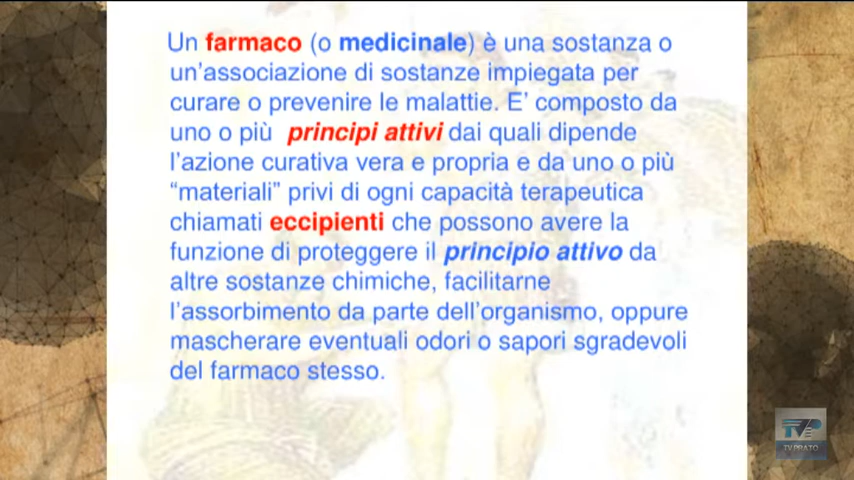 Un farmaco (o medicinale) è una sostanza o
un'associazione di sostanze impiegata per
curare o prevenire le malattie. E' composto da
uno o più principi attivi dai quali dipende
l'azione curativa vera e propria e da uno o più
“materiali” privi di ogni capacità terapeutica
chiamati eccipienti che possono avere la
funzione di proteggere il principio attivo da
altre sostanze chimiche, facilitarne
l'assorbimento da parte dell'organismo, oppure
mascherare eventuali odori o sapori sgradevoli
del farmaco stesso.
TVP
TV PRATO